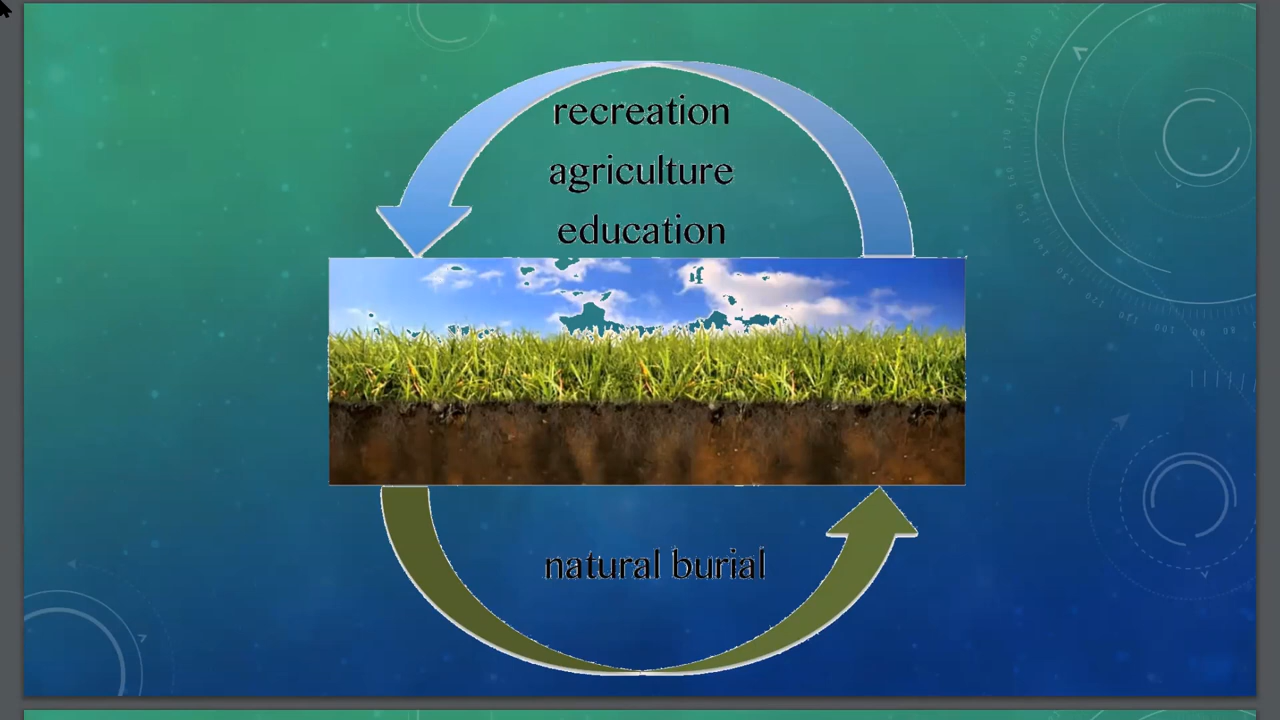 recreation
agriculture
education
natural burial